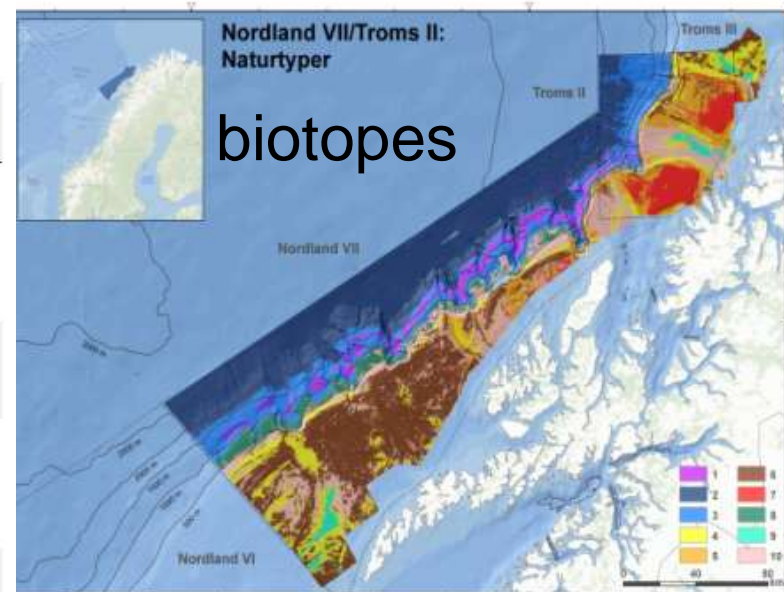 Nordland VII/Troms II:
Naturtyper
biotopes
Troms III
Troms II
Nordland VII
Nordland VI
1 6
2 7
3 8
4 9
5 10
0 40 80
km